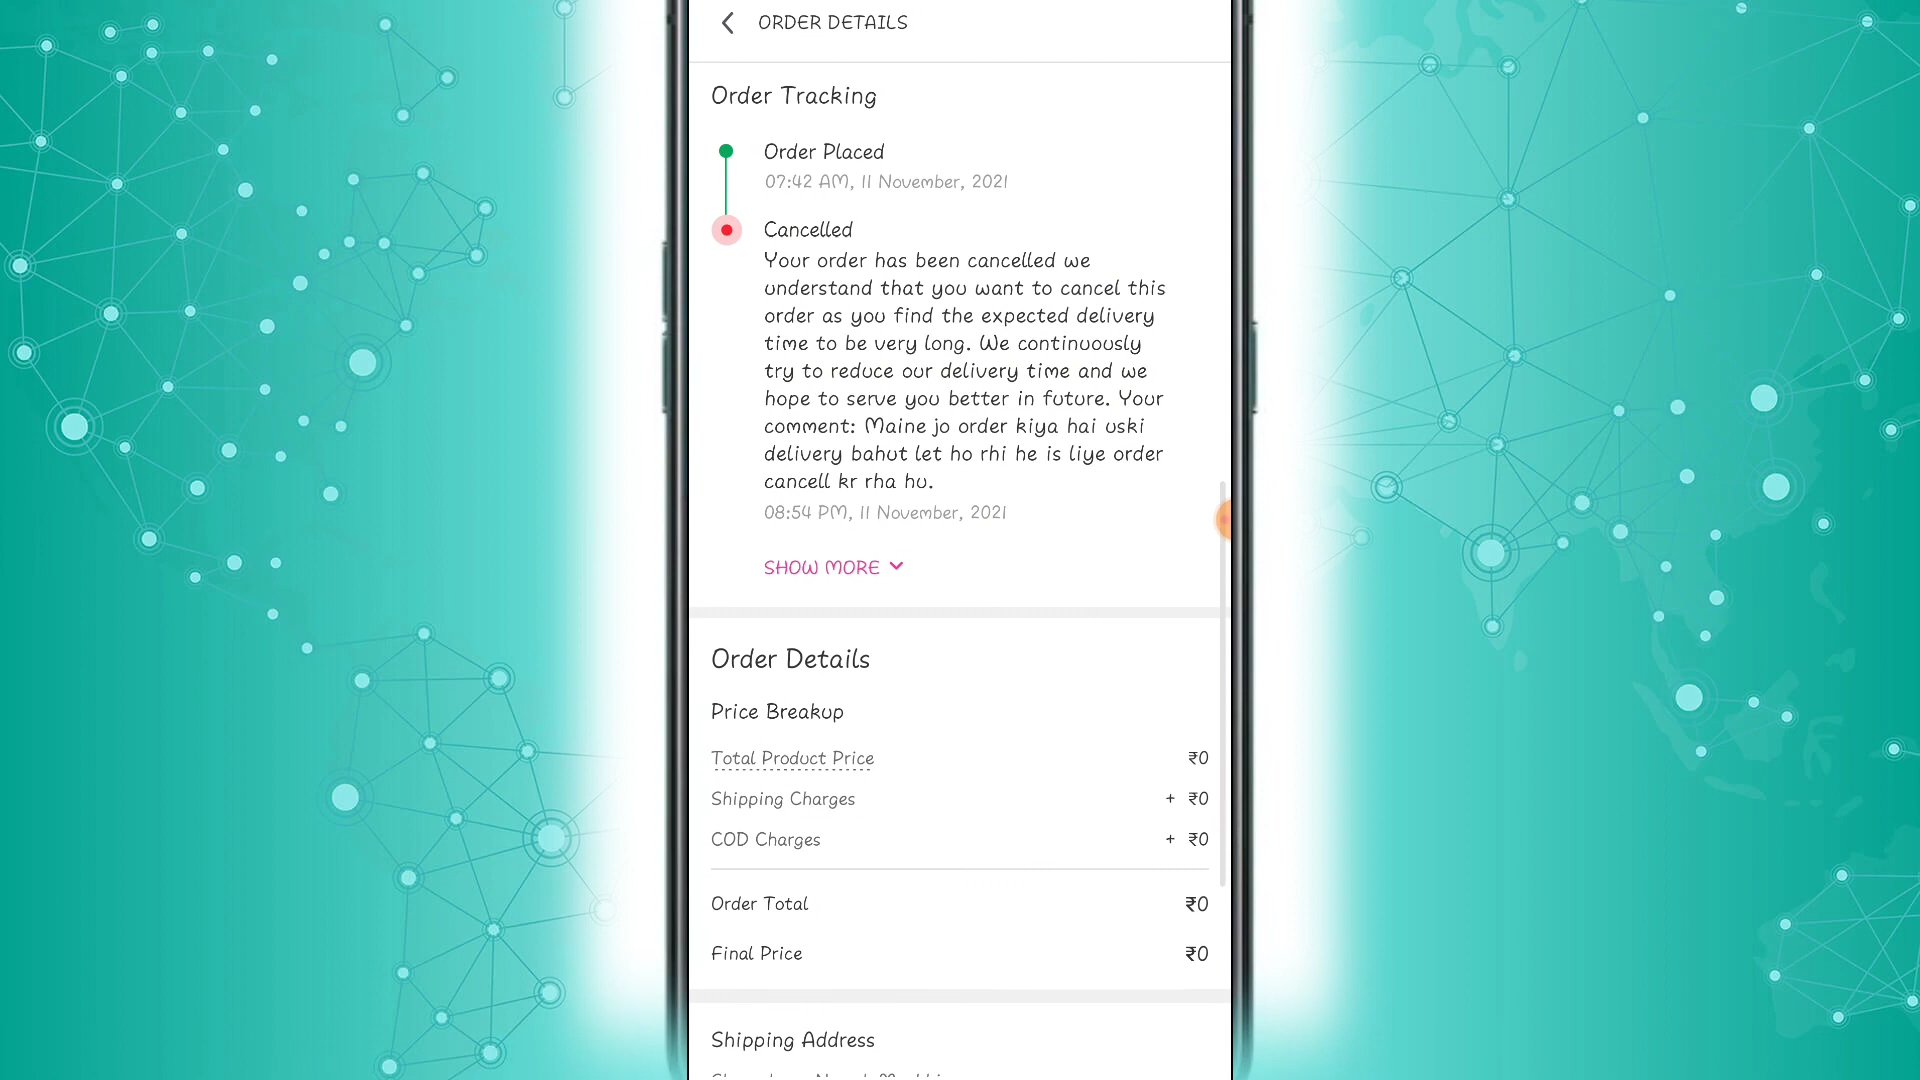 ORDER DETAILS
Order Tracking
Order Placed
07:42 AM, 11 November, 2021
Cancelled
Your order has been cancelled we
understand that you want to cancel this
order as you find the expected delivery
time to be very long. We continuously
try to reduce our delivery time and we
hope to serve you better in future. Your
comment: Maine jo order kiya hai uski
delivery bahut let ho rhi he is liye order
cancell kr rha hu.
08:54 PM, 11 November, 2021
SHOW MORE
Order Details
Price Breakup
Total Product Price ₹0
Shipping Charges + ₹0
COD Charges + ₹0
Order Total ₹0
Final Price ₹0
Shipping Address